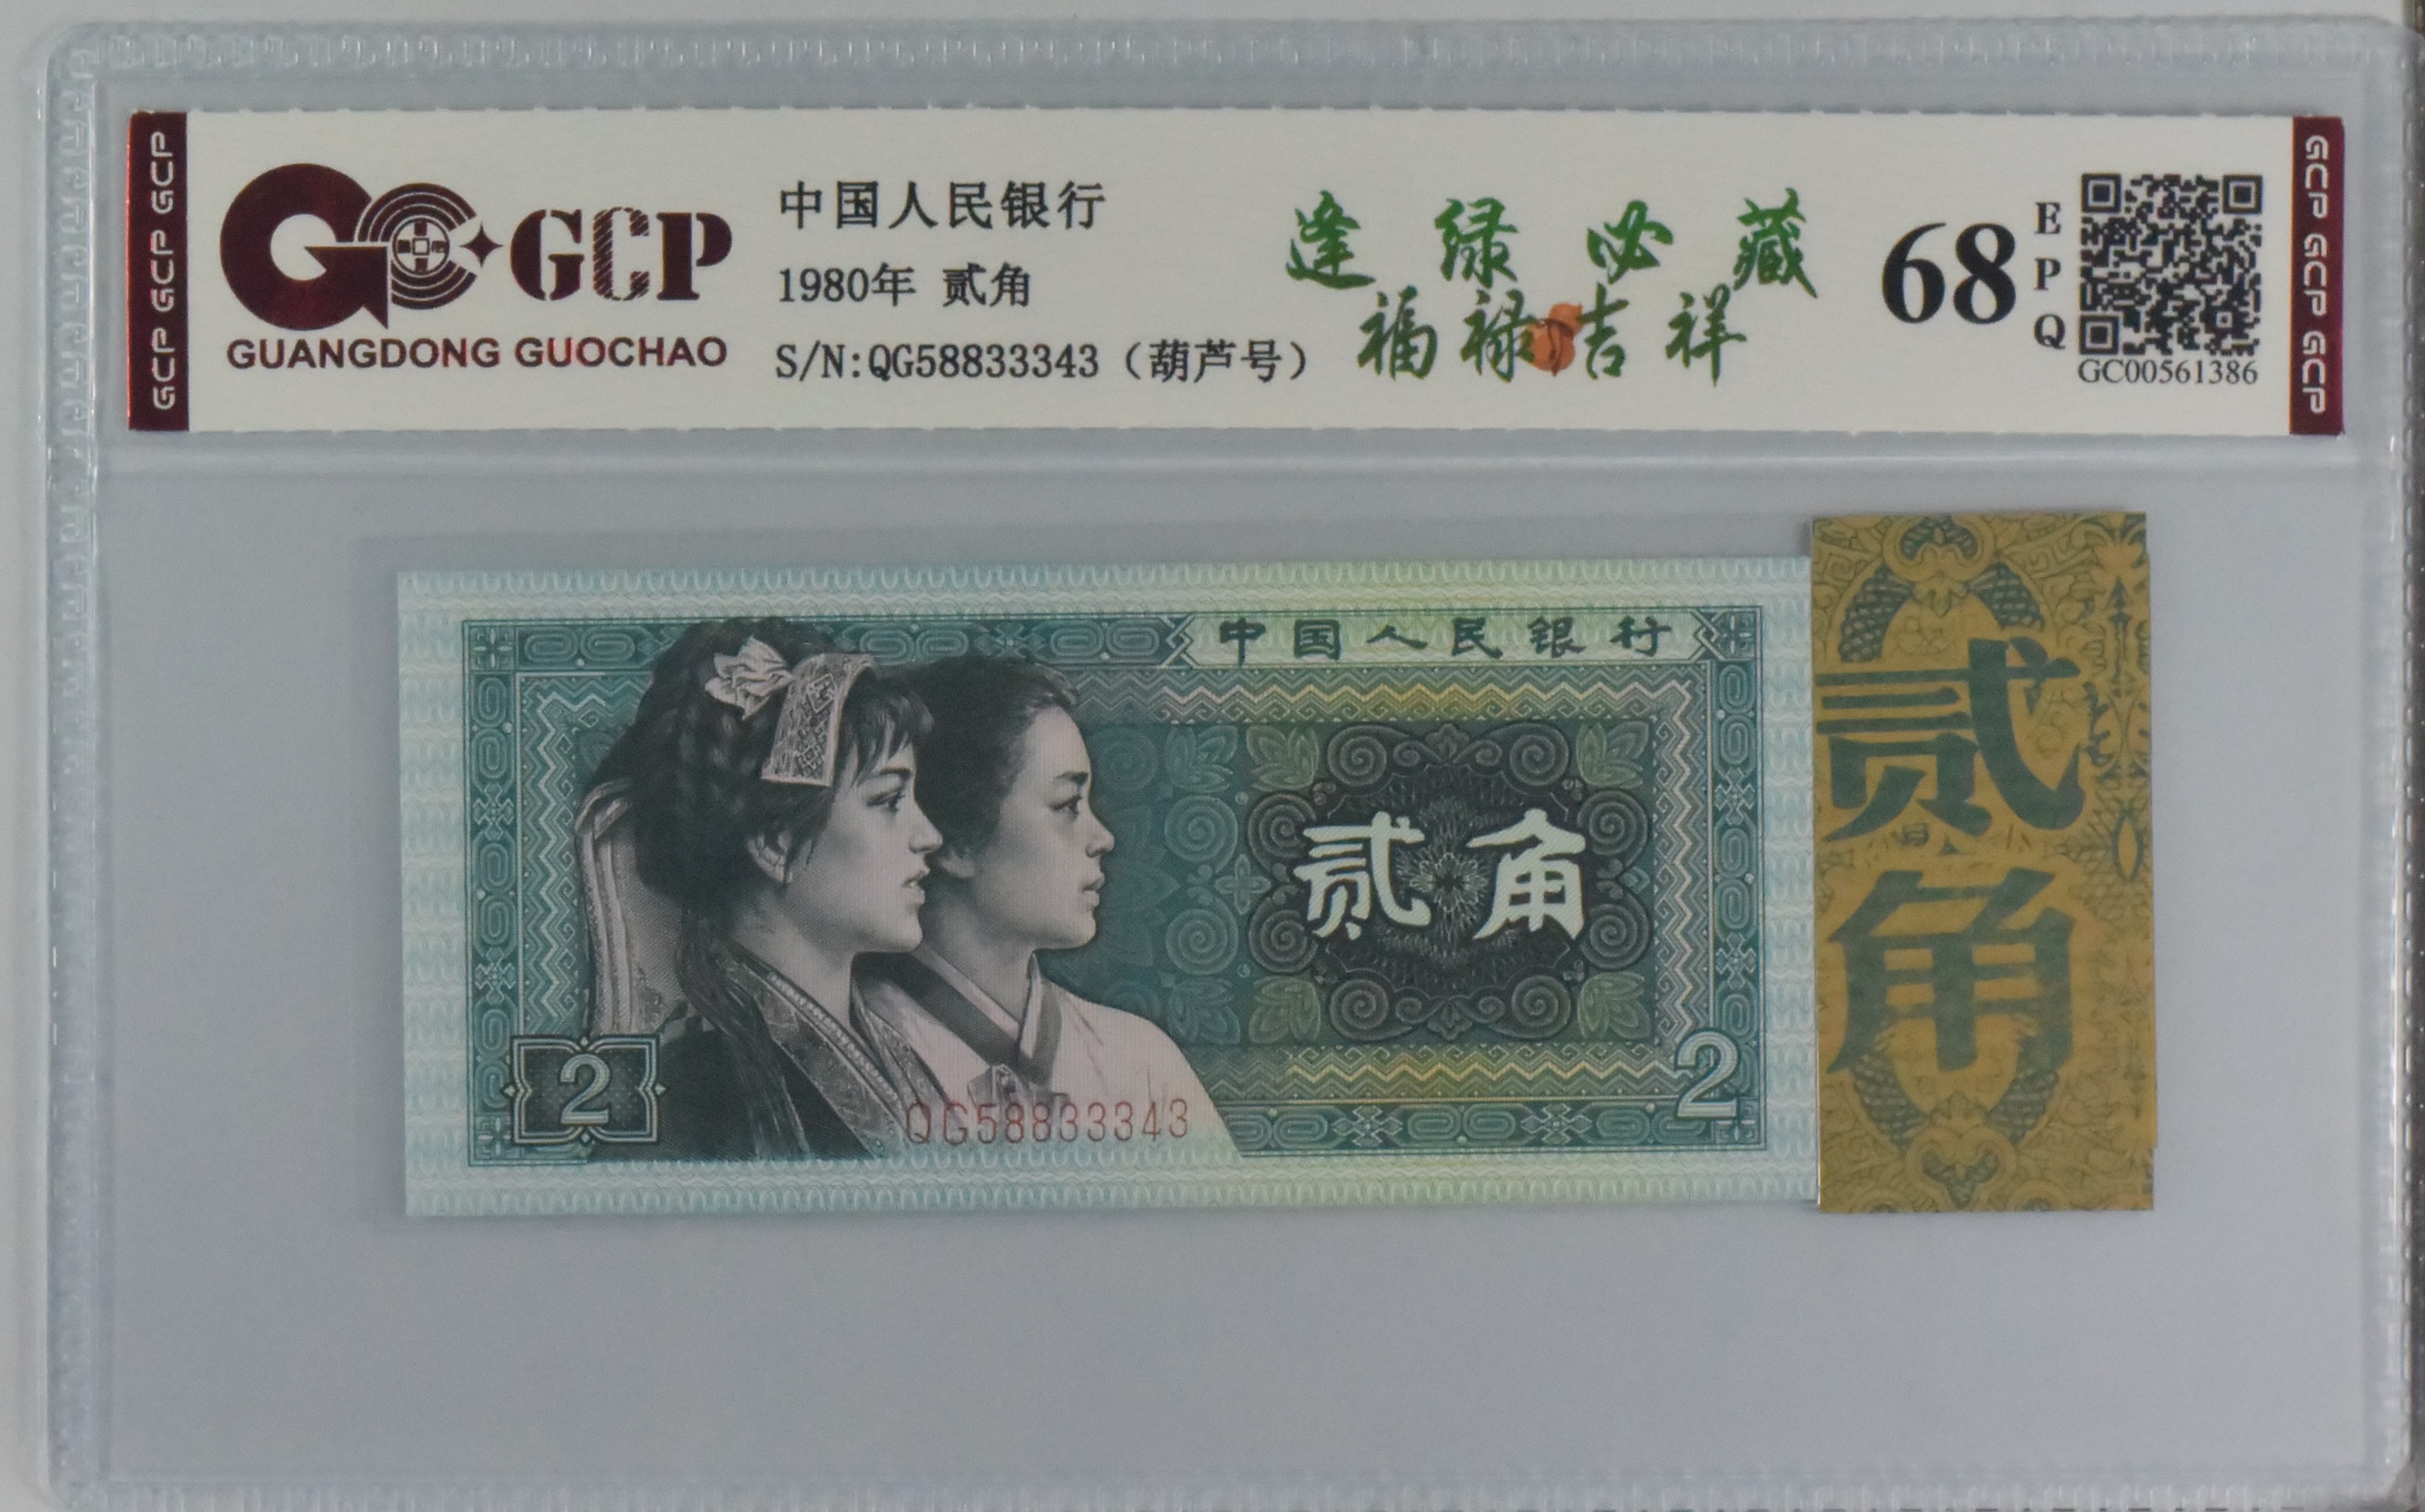 GCP GCP GCP
GCP
GUANGDONG GUOCHAO
中国人民银行
1980年 贰角
S/N:QG58833343（葫芦号）
逢绿必藏
福禄吉祥
68
EPQ
GC00561386
GCP GCP GCP
中国人民银行
贰角
2
QG58833343
2
贰角